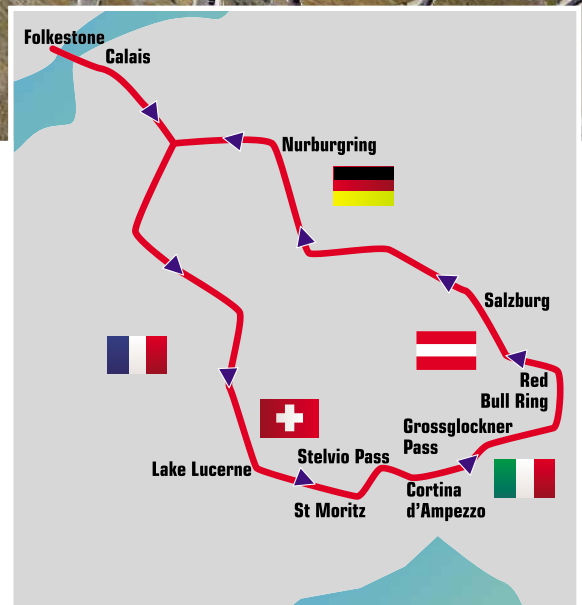 Folkestone
Calais
Nurburgring
Salzburg
Red
Bull Ring
Grossglockner
Pass
Stelvio Pass
Lake Lucerne
Cortina
d'Ampezzo
St Moritz